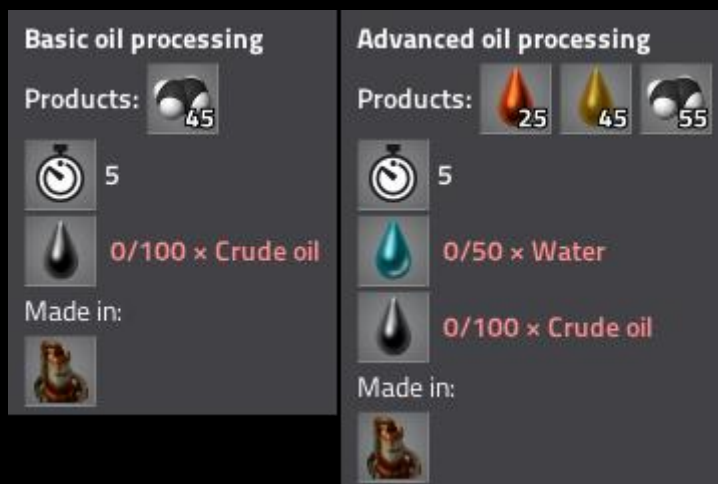 Basic oil processing
Products: 45
5
0/100 × Crude oil
Made in:
Advanced oil processing
Products: 25 45 55
5
0/50 × Water
0/100 × Crude oil
Made in: